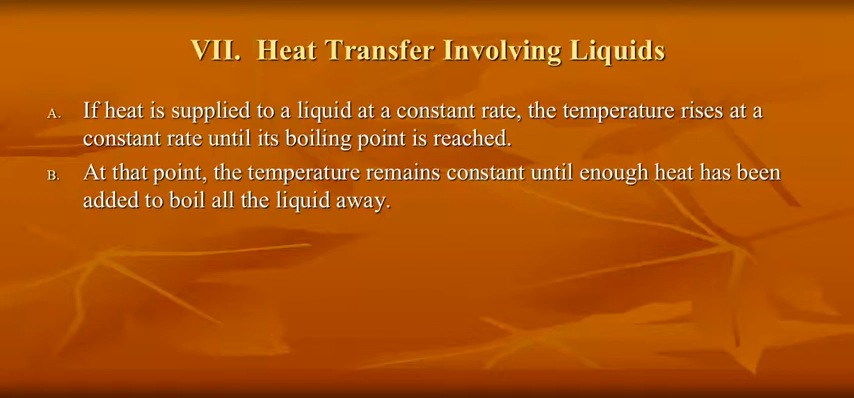 VII. Heat Transfer Involving Liquids
A. If heat is supplied to a liquid at a constant rate, the temperature rises at a
constant rate until its boiling point is reached.
B. At that point, the temperature remains constant until enough heat has been
added to boil all the liquid away.